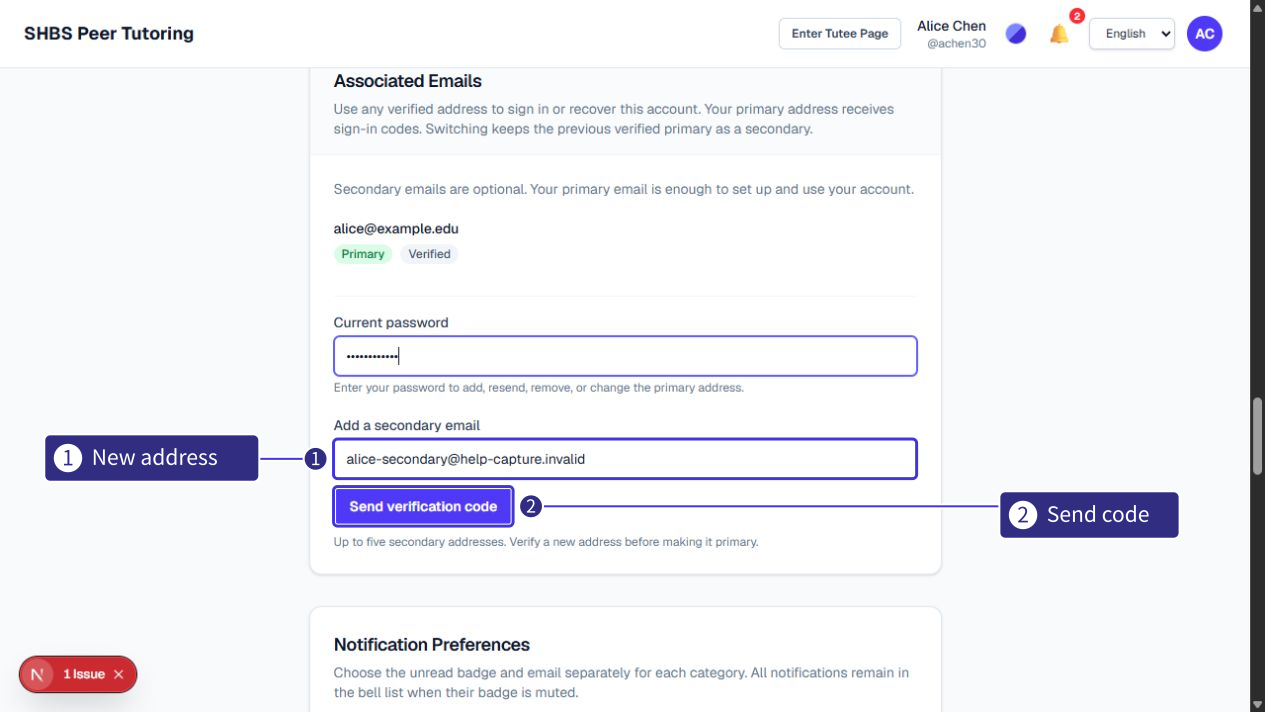 SHBS Peer Tutoring
Enter Tutee Page
Alice Chen
@achen30
2
English
AC
Associated Emails
Use any verified address to sign in or recover this account. Your primary address receives
sign-in codes. Switching keeps the previous verified primary as a secondary.
Secondary emails are optional. Your primary email is enough to set up and use your account.
alice@example.edu
Primary Verified
Current password
••••••••••••
Enter your password to add, resend, remove, or change the primary address.
Add a secondary email
1 New address
1
alice-secondary@help-capture.invalid
Send verification code
2
2 Send code
Up to five secondary addresses. Verify a new address before making it primary.
Notification Preferences
Choose the unread badge and email separately for each category. All notifications remain in
the bell list when their badge is muted.
N 1 Issue